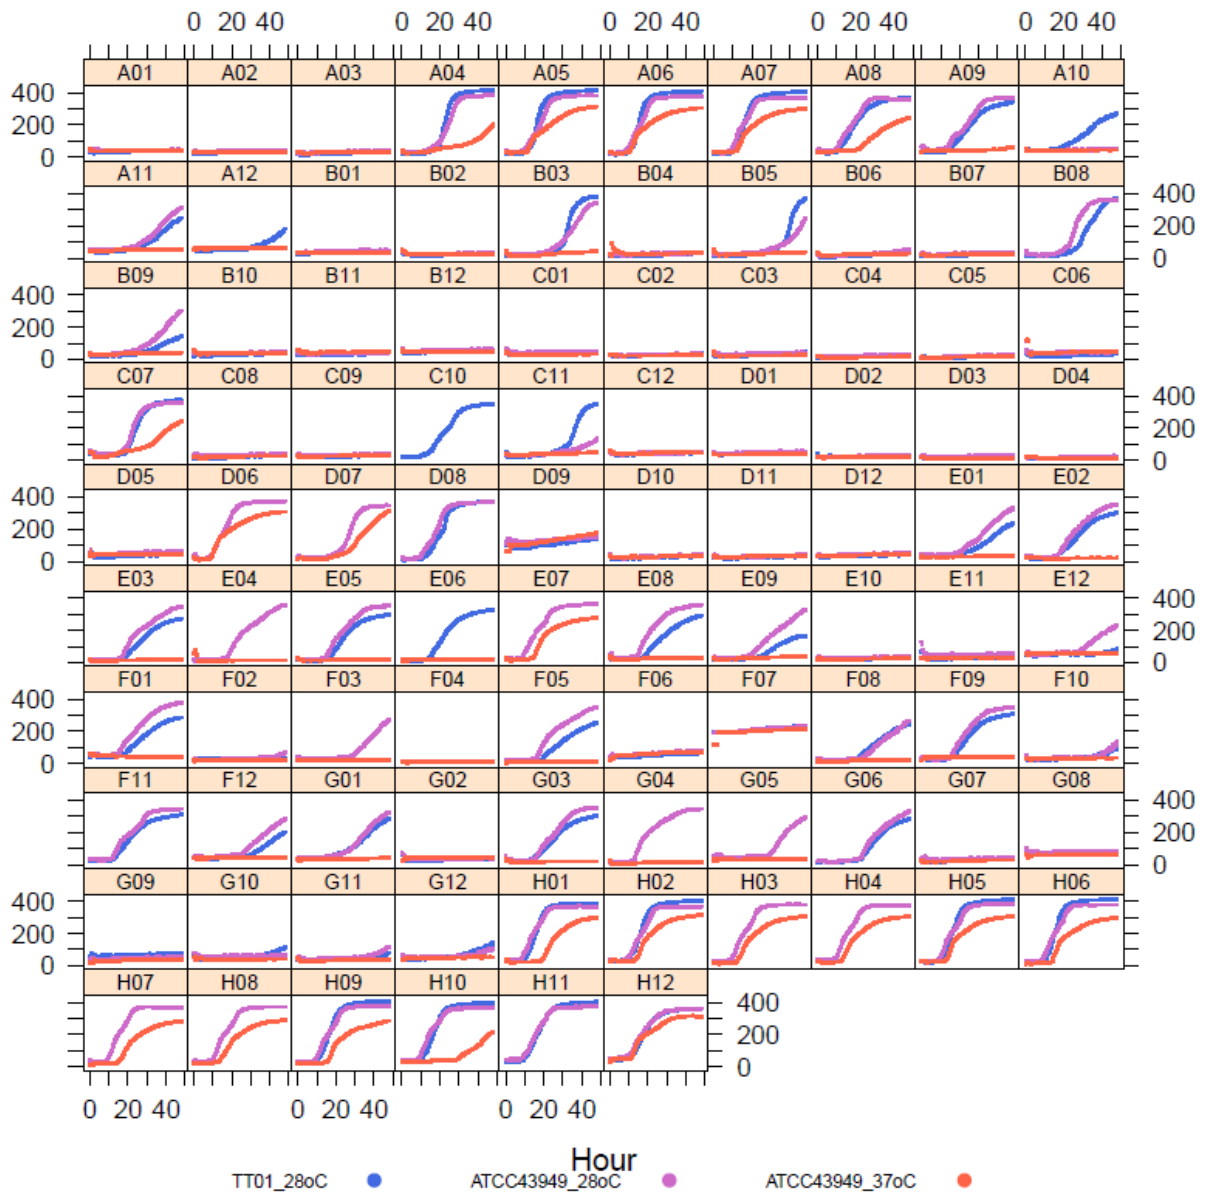 0 20 40 0 20 40 0 20 40 0 20 40 0 20 40
A01 A02 A03 A04 A05 A06 A07 A08 A09 A10
400
200
0
A11 A12 B01 B02 B03 B04 B05 B06 B07 B08
400
200
0
B09 B10 B11 B12 C01 C02 C03 C04 C05 C06
400
200
0
C07 C08 C09 C10 C11 C12 D01 D02 D03 D04
400
200
0
D05 D06 D07 D08 D09 D10 D11 D12 E01 E02
400
200
0
E03 E04 E05 E06 E07 E08 E09 E10 E11 E12
400
200
0
F01 F02 F03 F04 F05 F06 F07 F08 F09 F10
400
200
0
F11 F12 G01 G02 G03 G04 G05 G06 G07 G08
400
200
0
G09 G10 G11 G12 H01 H02 H03 H04 H05 H06
400
200
0
H07 H08 H09 H10 H11 H12
400
200
0
0 20 40 0 20 40 0 20 40
Hour
TT01_28oC ATCC43949_28oC ATCC43949_37oC